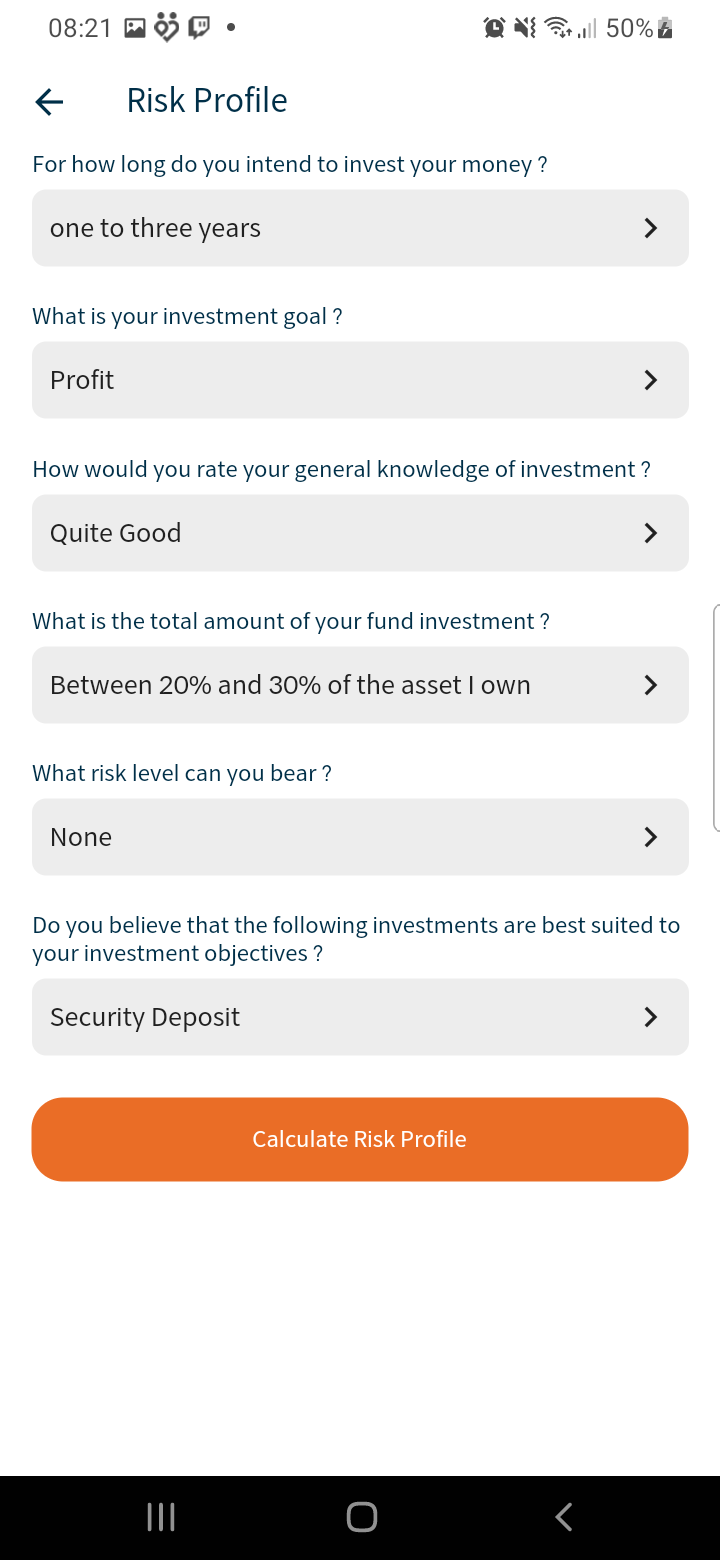 08:21
50%
Risk Profile
For how long do you intend to invest your money ?
one to three years
What is your investment goal ?
Profit
How would you rate your general knowledge of investment ?
Quite Good
What is the total amount of your fund investment ?
Between 20% and 30% of the asset I own
What risk level can you bear ?
None
Do you believe that the following investments are best suited to
your investment objectives ?
Security Deposit
Calculate Risk Profile